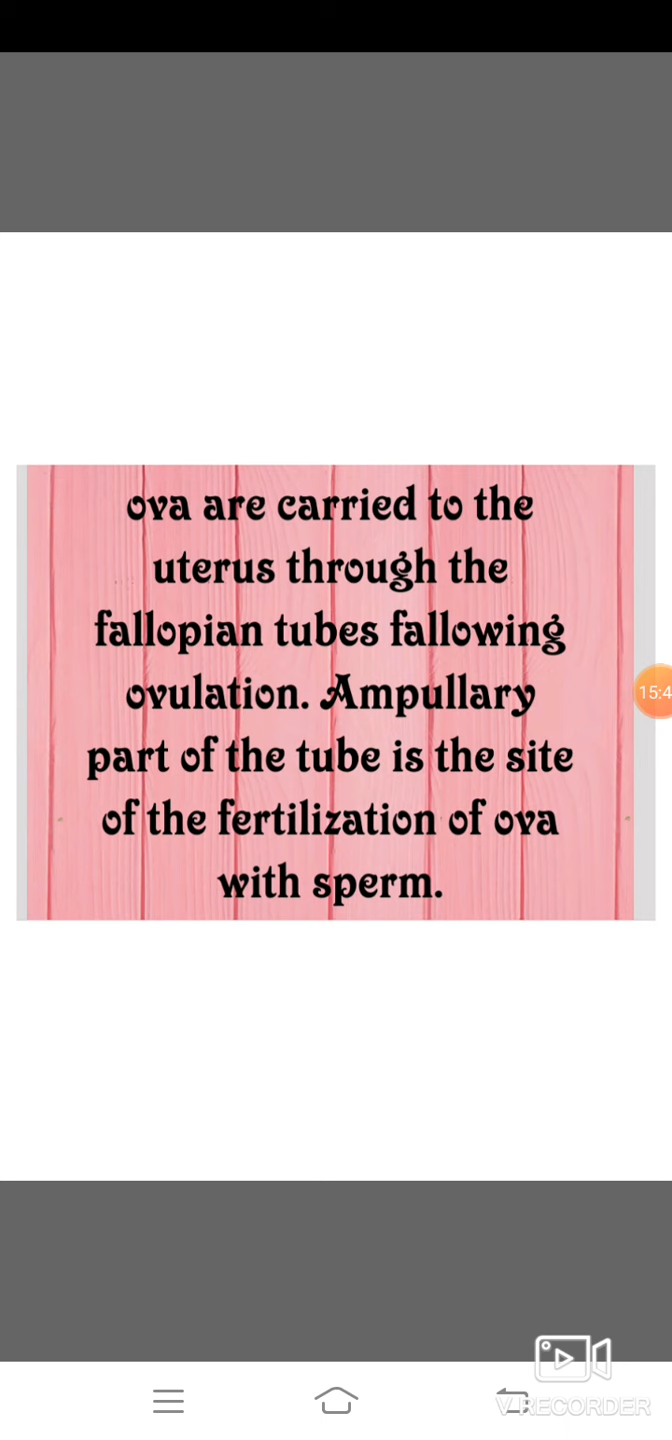 ova are carried to the
uterus through the
fallopian tubes fallowing
ovulation. Ampullary
part of the tube is the site
of the fertilization of ova
with sperm.
15:4
V RECORDER